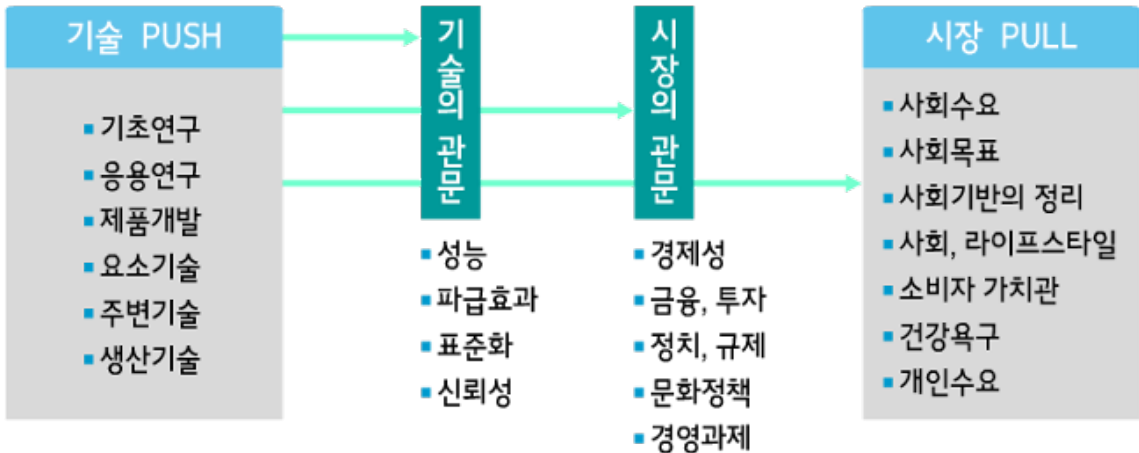 기술 PUSH
기초연구
응용연구
제품개발
요소기술
주변기술
생산기술
기술의 관문
성능
파급효과
표준화
신뢰성
시장의 관문
경제성
금융, 투자
정치, 규제
문화정책
경영과제
시장 PULL
사회수요
사회목표
사회기반의 정리
사회, 라이프스타일
소비자 가치관
건강욕구
개인수요